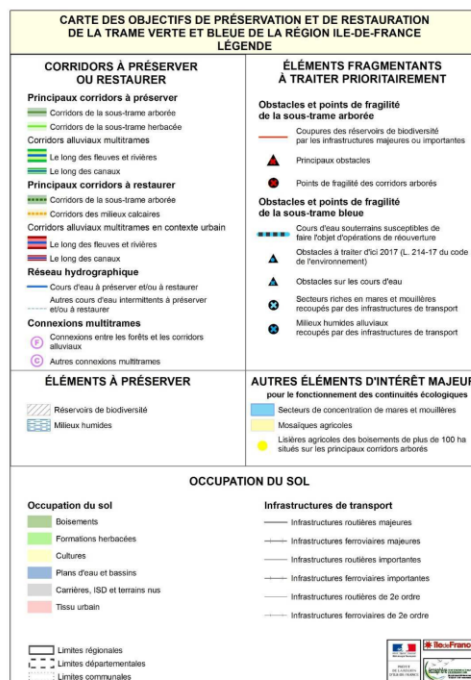 CARTE DES OBJECTIFS DE PRÉSERVATION ET DE RESTAURATION
DE LA TRAME VERTE ET BLEUE DE LA RÉGION ILE-DE-FRANCE
LÉGENDE
CORRIDORS À PRÉSERVER
OU RESTAURER
Principaux corridors à préserver
Corridors de la sous-trame arborée
Corridors de la sous-trame herbacée
Corridors alluviaux multitrames
Le long des fleuves et rivières
Le long des canaux
Principaux corridors à restaurer
Corridors de la sous-trame arborée
Corridors des milieux calcaires
Corridors alluviaux multitrames en contexte urbain
Le long des fleuves et rivières
Le long des canaux
Réseau hydrographique
Cours d'eau à préserver et/ou à restaurer
Autres cours d'eau intermittents à préserver
et/ou à restaurer
Connexions multitrames
F
Connexions entre les forêts et les corridors
alluviaux
C
Autres connexions multitrames
ÉLÉMENTS FRAGMENTANTS
À TRAITER PRIORITAIREMENT
Obstacles et points de fragilité
de la sous-trame arborée
Coupures des réservoirs de biodiversité
par les infrastructures majeures ou importantes
Principaux obstacles
Points de fragilité des corridors arborés
Obstacles et points de fragilité
de la sous-trame bleue
Cours d'eau souterrains susceptibles de
faire l'objet d'opérations de réouverture
Obstacles à traiter d'ici 2017 (L. 214-17 du code
de l'environnement)
Obstacles sur les cours d'eau
Secteurs riches en mares et mouillères
recoupés par des infrastructures de transport
Milieux humides alluviaux
recoupés par des infrastructures de transport
ÉLÉMENTS À PRÉSERVER
Réservoirs de biodiversité
Milieux humides
AUTRES ÉLÉMENTS D'INTÉRÊT MAJEUR
pour le fonctionnement des continuités écologiques
Secteurs de concentration de mares et mouillères
Mosaïques agricoles
Lisières agricoles des boisements de plus de 100 ha
situés sur les principaux corridors arborés
OCCUPATION DU SOL
Occupation du sol
Boisements
Formations herbacées
Cultures
Plans d'eau et bassins
Carrières, ISD et terrains nus
Tissu urbain
Infrastructures de transport
Infrastructures routières majeures
Infrastructures ferroviaires majeures
Infrastructures routières importantes
Infrastructures ferroviaires importantes
Infrastructures routières de 2e ordre
Infrastructures ferroviaires de 2e ordre
Limites régionales
Limites départementales
Limites communales
îledeFrance
écosphère